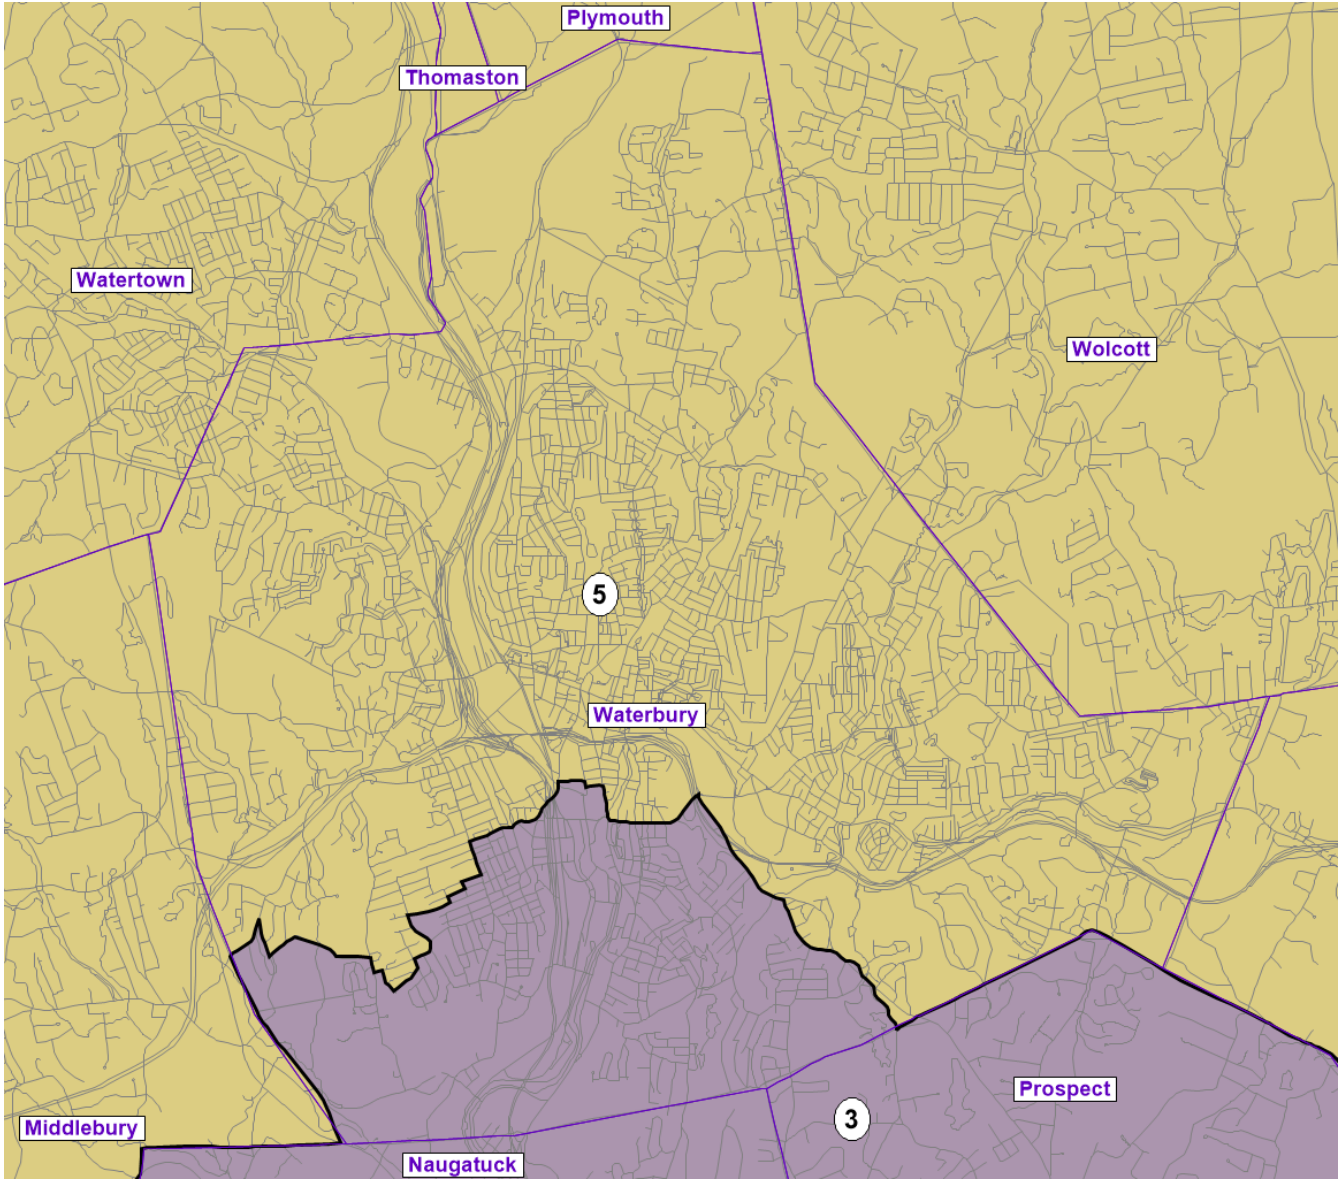 Plymouth
Thomaston
Watertown
Wolcott
5
Waterbury
Prospect
3
Middlebury
Naugatuck